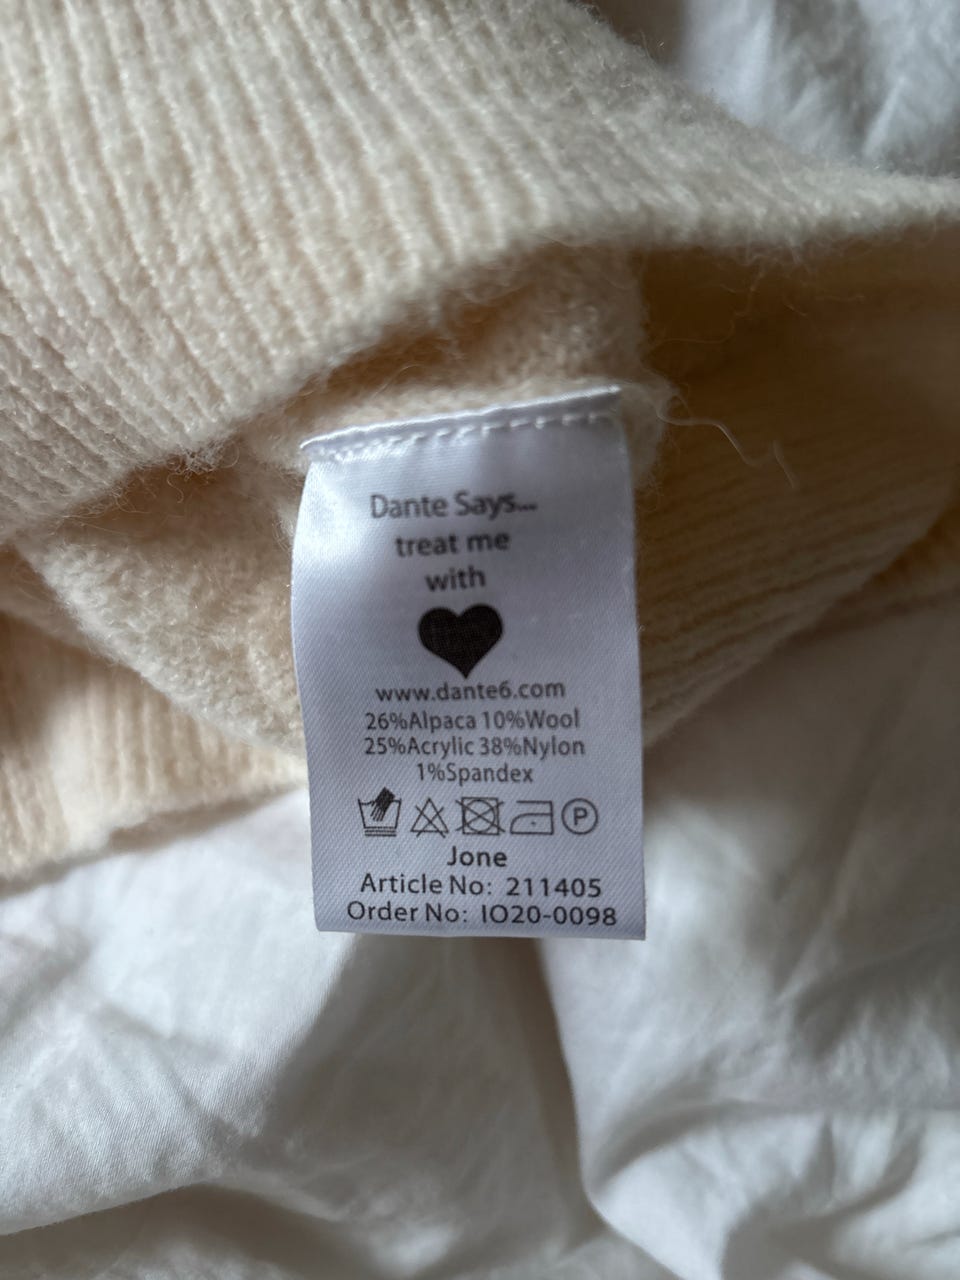 Dante Says...
treat me
with
www.dante6.com
26%Alpaca 10%Wool
25%Acrylic 38%Nylon
1%Spandex
P
Jone
Article No: 211405
Order No: IO20-0098